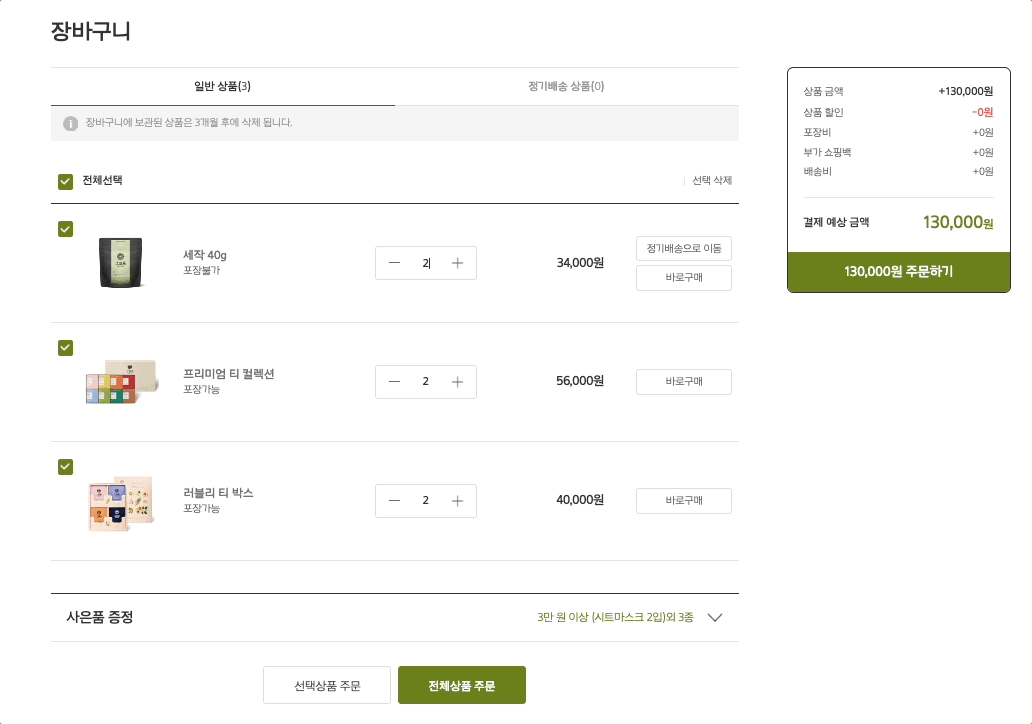 장바구니
일반 상품(3)
정기배송 상품(0)
장바구니에 보관된 상품은 3개월 후에 삭제 됩니다.
전체선택
선택 삭제
세작 40g
포장불가
2
34,000원
정기배송으로 이동
바로구매
프리미엄 티 컬렉션
포장가능
2
56,000원
바로구매
러블리 티 박스
포장가능
2
40,000원
바로구매
사은품 증정
3만 원 이상 (시트마스크 2입)외 3종
선택상품 주문
전체상품 주문
상품 금액 +130,000원
상품 할인 -0원
포장비 +0원
부가 쇼핑백 +0원
배송비 +0원
결제 예상 금액 130,000원
130,000원 주문하기